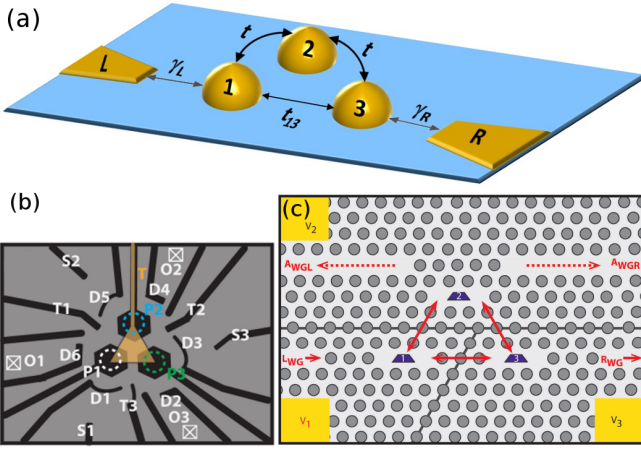 (a)
L
γL
1
t
2
t
3
t13
γR
R
(b)
S2
T
O2
D4
D5
T1
P2
T2
S3
D3
D6
O1
P1
P3
D1
T3
D2
O3
S1
(c)
V2
AWGL
AWGR
2
LWG
1
3
RWG
V1
V3